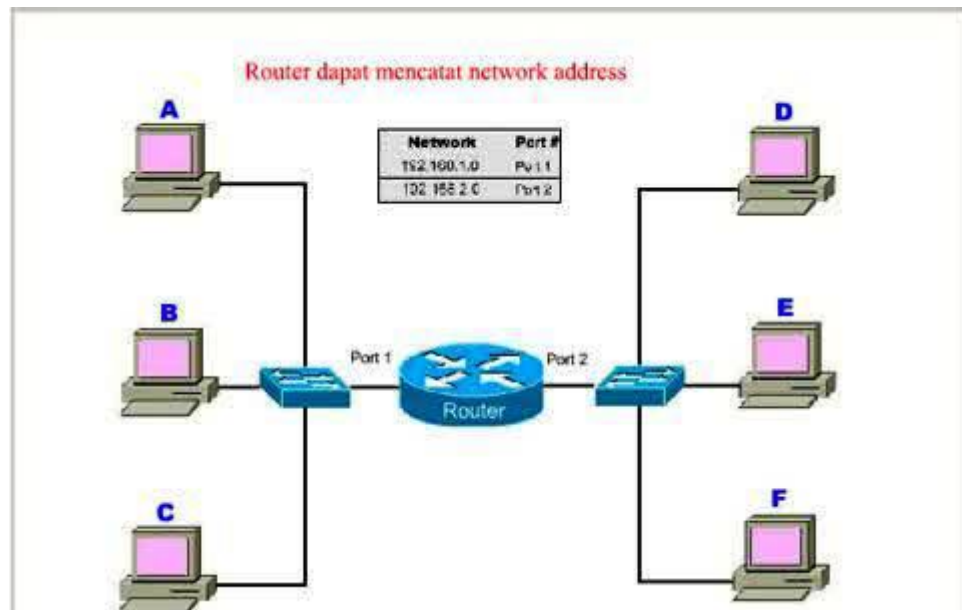 Router dapat mencatat network address
A
D
Network Port #
Port 1
Port 2
B
E
Port 1
Port 2
Router
C
F